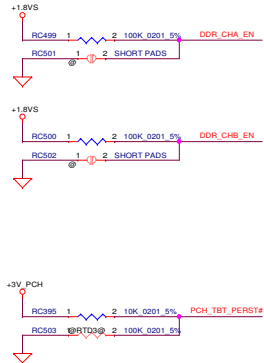 +1.8VS
RC499 1 2 100K_0201_5% DDR_CHA_EN
RC501 1 2 SHORT PADS
@
+1.8VS
RC500 1 2 100K_0201_5% DDR_CHB_EN
RC502 1 2 SHORT PADS
@
+3V_PCH
RC395 1 2 10K_0201_5% PCH_TBT_PERST#
RC503 1 @RTD3@ 2 100K_0201_5%